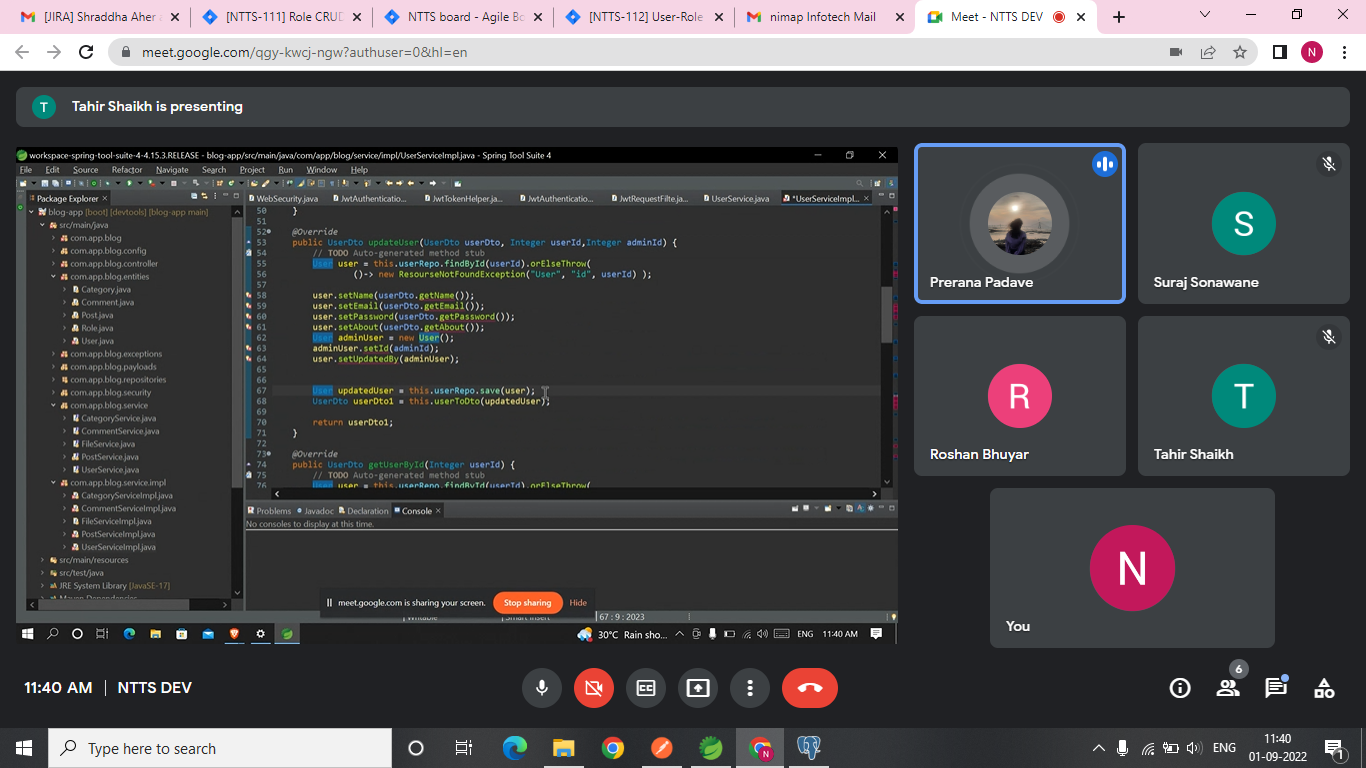 [JIRA] Shraddha Aher a
[NTTS-111] Role CRUD
NTTS board - Agile Bo
[NTTS-112] User-Role
nimap Infotech Mail
Meet - NTTS DEV
meet.google.com/qgy-kwcj-ngw?authuser=0&hl=en
N
T
Tahir Shaikh is presenting
workspace-spring-tool-suite-4-4.15.3.RELEASE - blog-app/src/main/java/com/app/blog/service/impl/UserServiceImpl.java - Spring Tool Suite 4
File Edit Source Refactor Navigate Search Project Run Window Help
Package Explorer
blog-app [boot] [devtools] [blog-app main]
src/main/java
com.app.blog
com.app.blog.config
com.app.blog.controller
com.app.blog.entities
Category.java
Comment.java
Post.java
Role.java
User.java
com.app.blog.exceptions
com.app.blog.payloads
com.app.blog.repositories
com.app.blog.security
com.app.blog.service
CategoryService.java
CommentService.java
FileService.java
PostService.java
UserService.java
com.app.blog.service.impl
CategoryServiceImpl.java
CommentServiceImpl.java
FileServiceImpl.java
PostServiceImpl.java
UserServiceImpl.java
src/main/resources
src/test/java
JRE System Library [JavaSE-17]
Maven Dependencies
WebSecurity.java
JwtAuthenticatio...
JwtTokenHelper.ja...
JwtAuthenticatio...
JwtRequestFilte.ja...
UserService.java
*UserServiceImpl...
50 }
51
52 @Override
53 public UserDto updateUser(UserDto userDto, Integer userId,Integer adminId) {
54 // TODO Auto-generated method stub
55 User user = this.userRepo.findById(userId).orElseThrow(
56 ()-> new ResourseNotFoundException("User", "id", userId) );
58 user.setName(userDto.getName());
59 user.setEmail(userDto.getEmail());
60 user.setPassword(userDto.getPassword());
61 user.setAbout(userDto.getAbout());
62 User adminUser = new User();
63 adminUser.setId(adminId);
64 user.setUpdatedBy(adminUser);
65
66
67 User updatedUser = this.userRepo.save(user);
68 UserDto userDto1 = this.userToDto(updatedUser);
69
70 return userDto1;
71 }
72
73 @Override
74 public UserDto getUserById(Integer userId) {
75 // TODO Auto-generated method stub
76 User user = this.userRepo.findById(userId).orElseThrow(
Problems Javadoc Declaration Console
No consoles to display at this time.
meet.google.com is sharing your screen. Stop sharing Hide
Writable Smart Insert 67 : 9 : 2023
30°C Rain sho... ENG 11:40 AM
Prerana Padave
S
Suraj Sonawane
R
Roshan Bhuyar
T
Tahir Shaikh
N
You
11:40 AM | NTTS DEV
6
Type here to search
N
ENG
11:40
01-09-2022
1